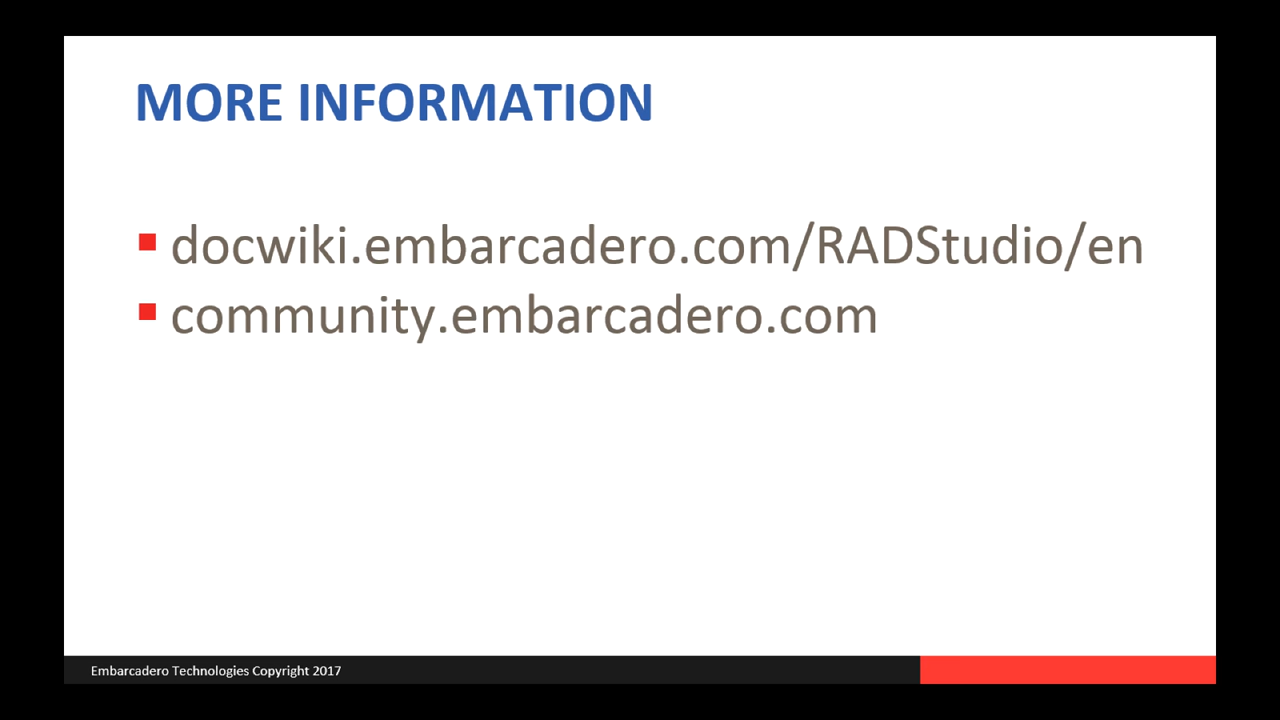 MORE INFORMATION
docwiki.embarcadero.com/RADStudio/en
community.embarcadero.com
Embarcadero Technologies Copyright 2017